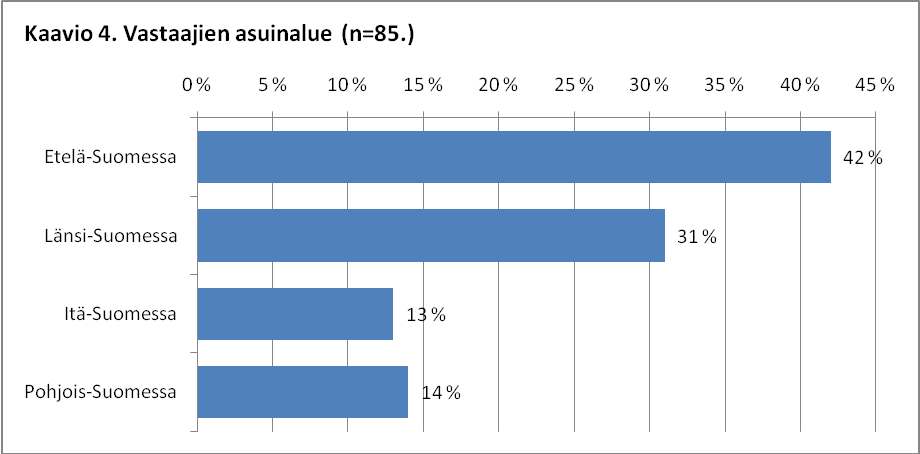 Kaavio 4. Vastaajien asuinalue (n=85.)
0 % 5 % 10 % 15 % 20 % 25 % 30 % 35 % 40 % 45 %
Etelä-Suomessa 42 %
Länsi-Suomessa 31 %
Itä-Suomessa 13 %
Pohjois-Suomessa 14 %